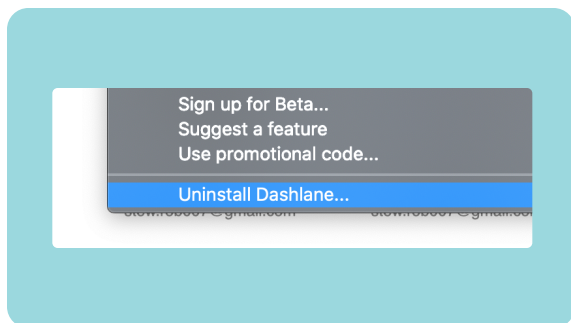 Sign up for Beta...
Suggest a feature
Use promotional code...
Uninstall Dashlane...